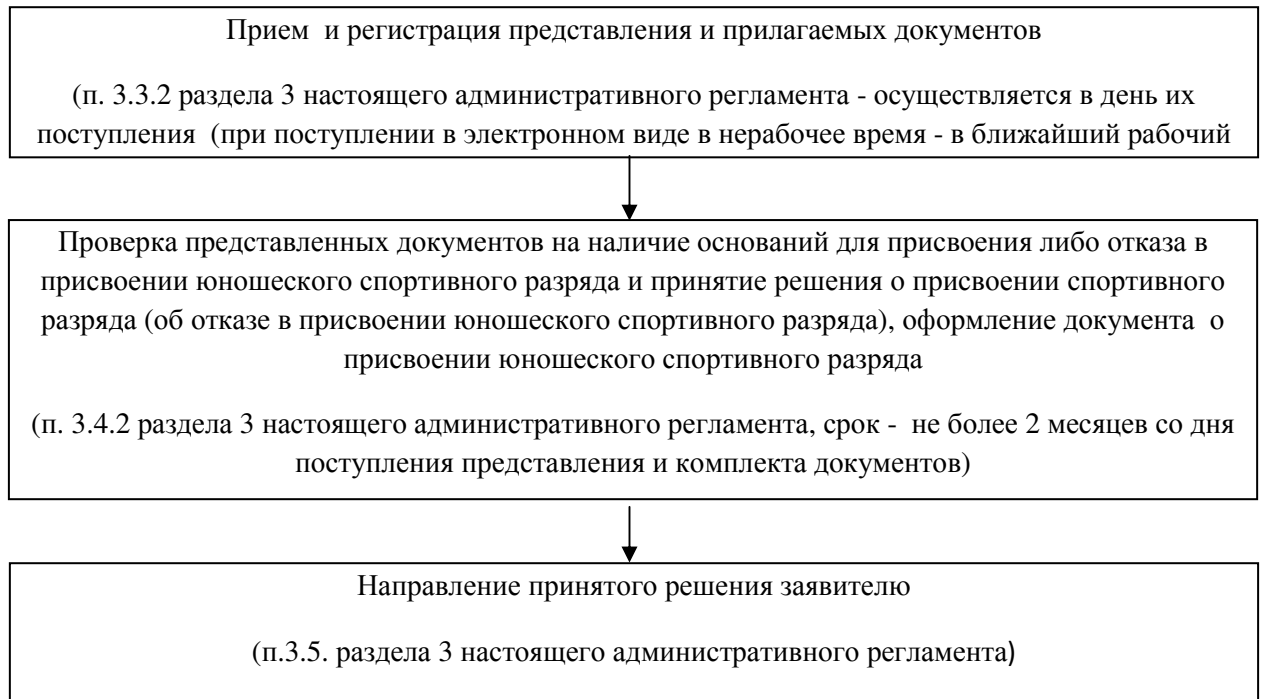 Прием  и регистрация представления и прилагаемых документов
(п. 3.3.2 раздела 3 настоящего административного регламента - осуществляется в день их
поступления  (при поступлении в электронном виде в нерабочее время - в ближайший рабочий
Проверка представленных документов на наличие оснований для присвоения либо отказа в
присвоении юношеского спортивного разряда и принятие решения о присвоении спортивного
разряда (об отказе в присвоении юношеского спортивного разряда), оформление документа  о
присвоении юношеского спортивного разряда
(п. 3.4.2 раздела 3 настоящего административного регламента, срок -  не более 2 месяцев со дня
поступления представления и комплекта документов)
Направление принятого решения заявителю
(п.3.5. раздела 3 настоящего административного регламента)